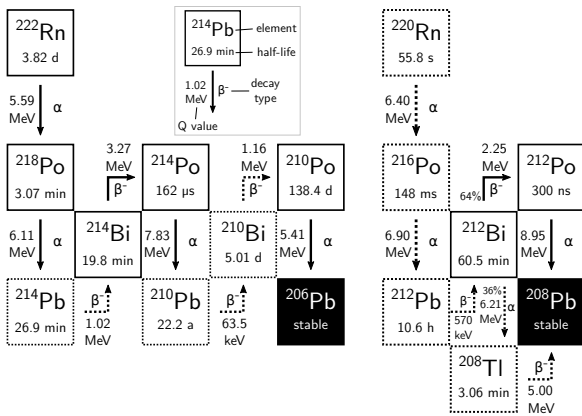 ²²²Rn
3.82 d
5.59
MeV
α
²¹⁸Po
3.07 min
6.11
MeV
α
²¹⁴Pb
26.9 min
β⁻
1.02
MeV
²¹⁴Bi
19.8 min
3.27
MeV
β⁻
²¹⁴Po
162 µs
7.83
MeV
α
²¹⁰Pb
22.2 a
β⁻
63.5
keV
²¹⁰Bi
5.01 d
1.16
MeV
β⁻
²¹⁰Po
138.4 d
5.41
MeV
α
²⁰⁶Pb
stable
²¹⁴Pb
26.9 min
element
half-life
1.02
MeV
β⁻
decay
type
Q value
²²⁰Rn
55.8 s
6.40
MeV
α
²¹⁶Po
148 ms
6.90
MeV
α
²¹²Pb
10.6 h
β⁻
570
keV
²¹²Bi
60.5 min
64%
β⁻
2.25
MeV
²¹²Po
300 ns
8.95
MeV
α
²⁰⁸Pb
stable
36%
6.21
MeV
α
²⁰⁸Tl
3.06 min
β⁻
5.00
MeV